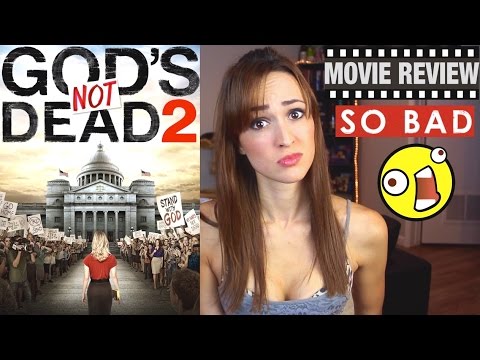 GOD'S
NOT
DEAD 2
STAND
WITH
GOD
MOVIE REVIEW
SO BAD